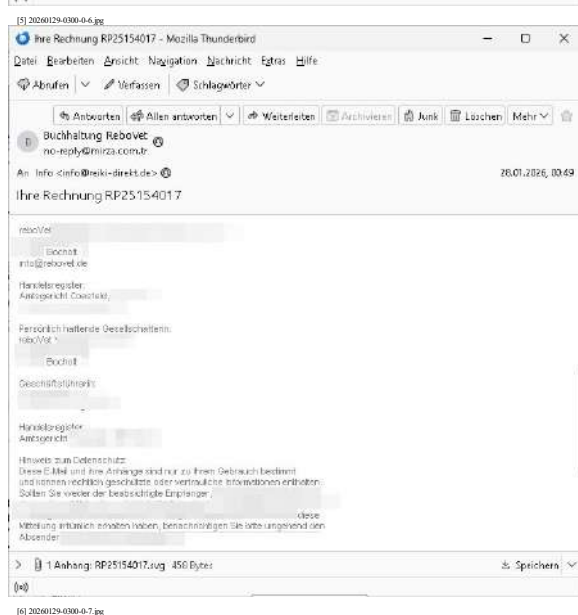 [5] 20260129-0300-0-6.jpg
Ihre Rechnung RP25154017 - Mozilla Thunderbird
Datei Bearbeiten Ansicht Navigation Nachricht Extras Hilfe
Abrufen Verfassen Schlagwörter
Antworten Allen antworten Weiterleiten Archivieren Junk Löschen Mehr
B Buchhaltung Rebovet
no-reply@mirza.com.tr
An Info <info@reiki-direkt.de> 28.01.2026, 00:49
Ihre Rechnung RP25154017
reboVet
Bocholt
info@rebovet.de
Handelsregister:
Amtsgericht Coesfeld,
Persönlich haftende Gesellschafterin:
reboVet
Bocholt
Geschäftsführerin:
Handelsregister
Amtsgericht
Hinweis zum Datenschutz:
Diese E-Mail und ihre Anhänge sind nur zu Ihrem Gebrauch bestimmt
und können rechtlich geschützte oder vertrauliche Informationen enthalten.
Sollten Sie weder der beabsichtigte Empfänger,
diese
Mitteilung irrtümlich erhalten haben, benachrichtigen Sie bitte umgehend den
Absender
1 Anhang: RP25154017.svg 458 Bytes Speichern
[6] 20260129-0300-0-7.jpg